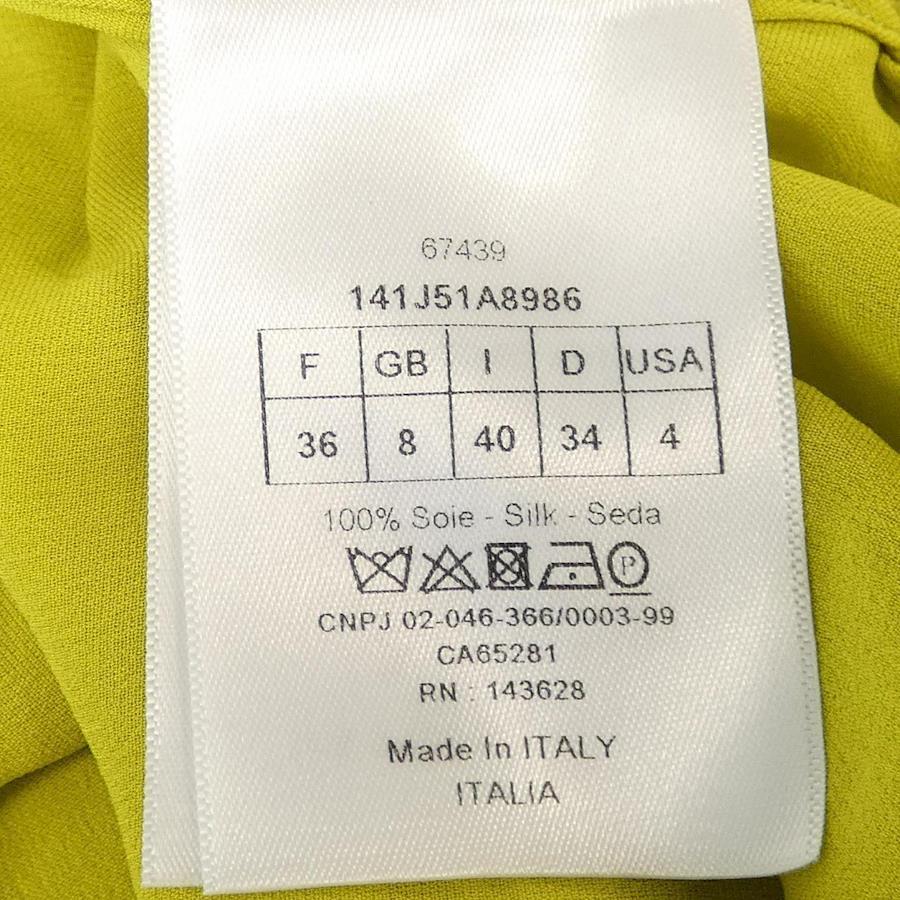 67439
141J51A8986
F GB I D USA
36 8 40 34 4
100% Soie - Silk - Seda
P
CNPJ 02-046-366/0003-99
CA65281
RN : 143628
Made In ITALY
ITALIA